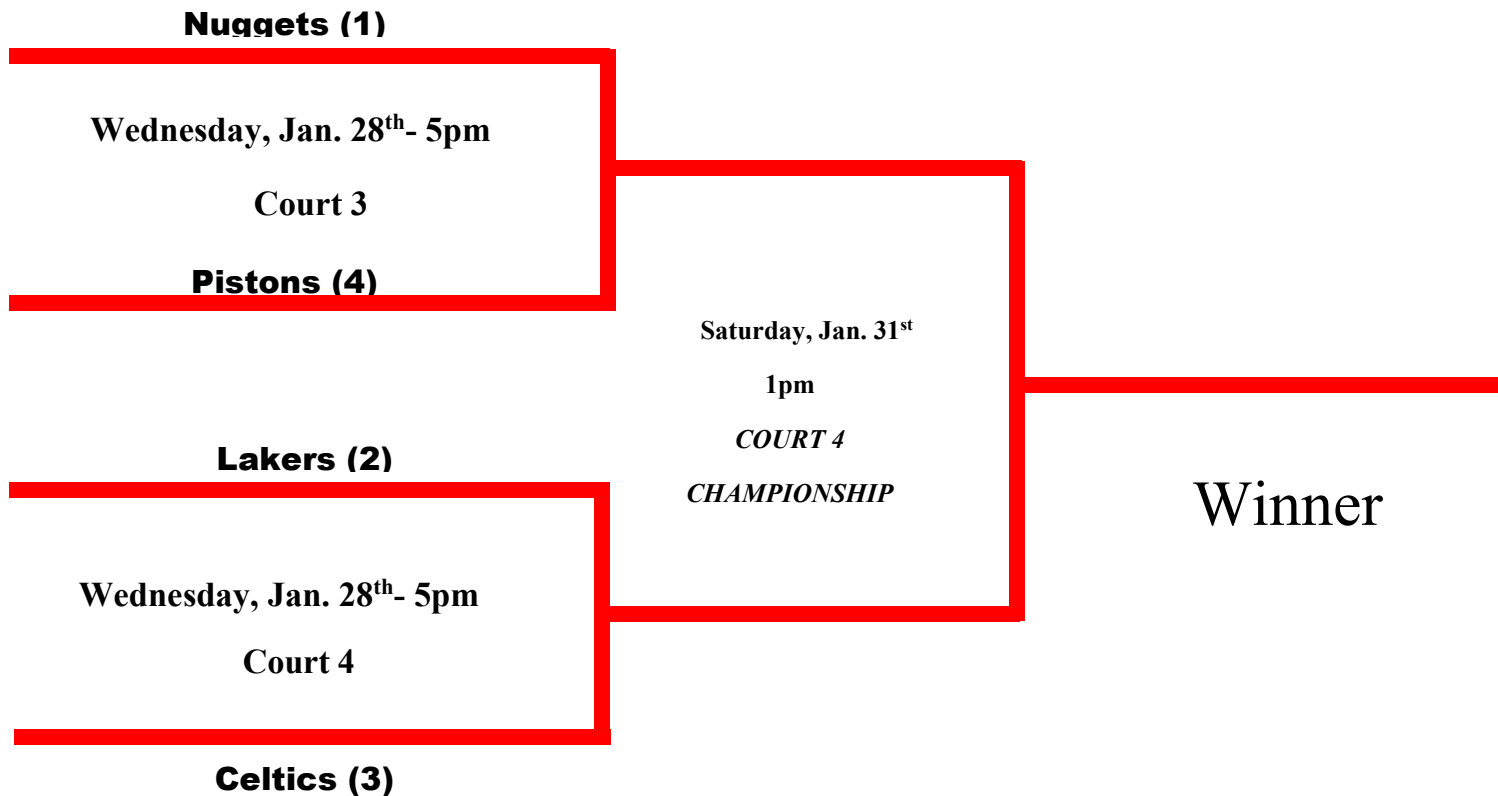 Nuggets (1)
Wednesday, Jan. 28th- 5pm
Court 3
Pistons (4)
Saturday, Jan. 31st
1pm
COURT 4
CHAMPIONSHIP
Lakers (2)
Winner
Wednesday, Jan. 28th- 5pm
Court 4
Celtics (3)